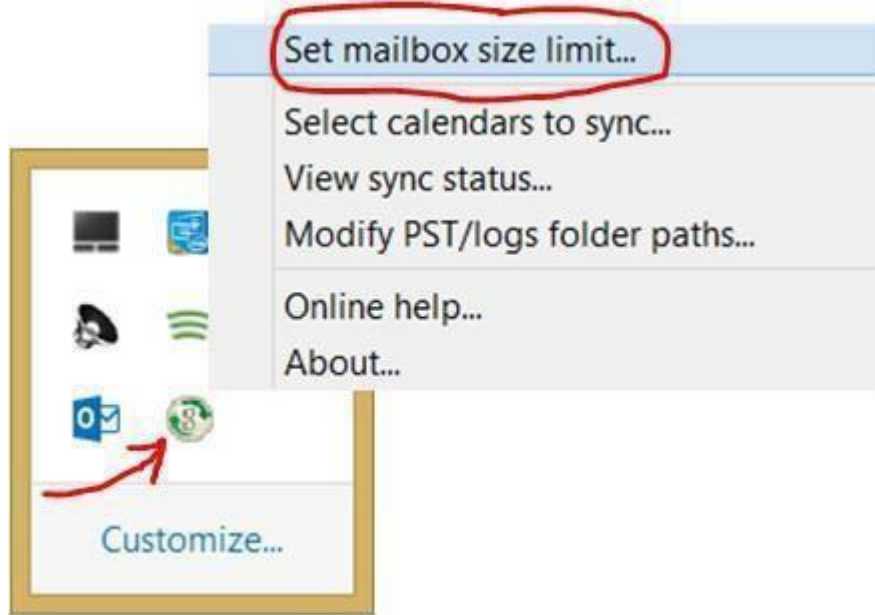 Set mailbox size limit...
Select calendars to sync...
View sync status...
Modify PST/logs folder paths...
Online help...
About...
Customize...